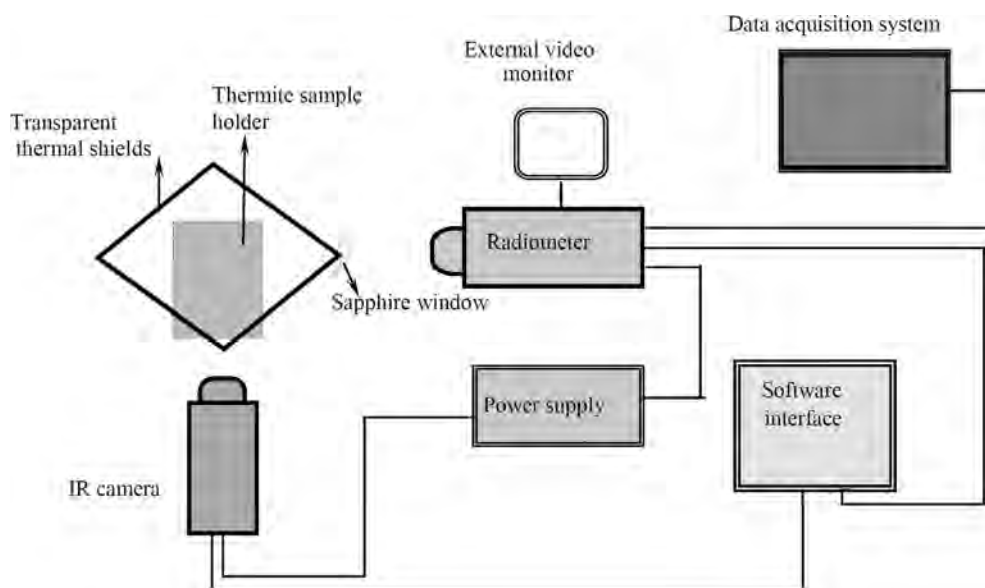 Data acquisition system
External video
monitor
Thermite sample
holder
Transparent
thermal shields
Radiometer
Sapphire window
Power supply
Software
interface
IR camera